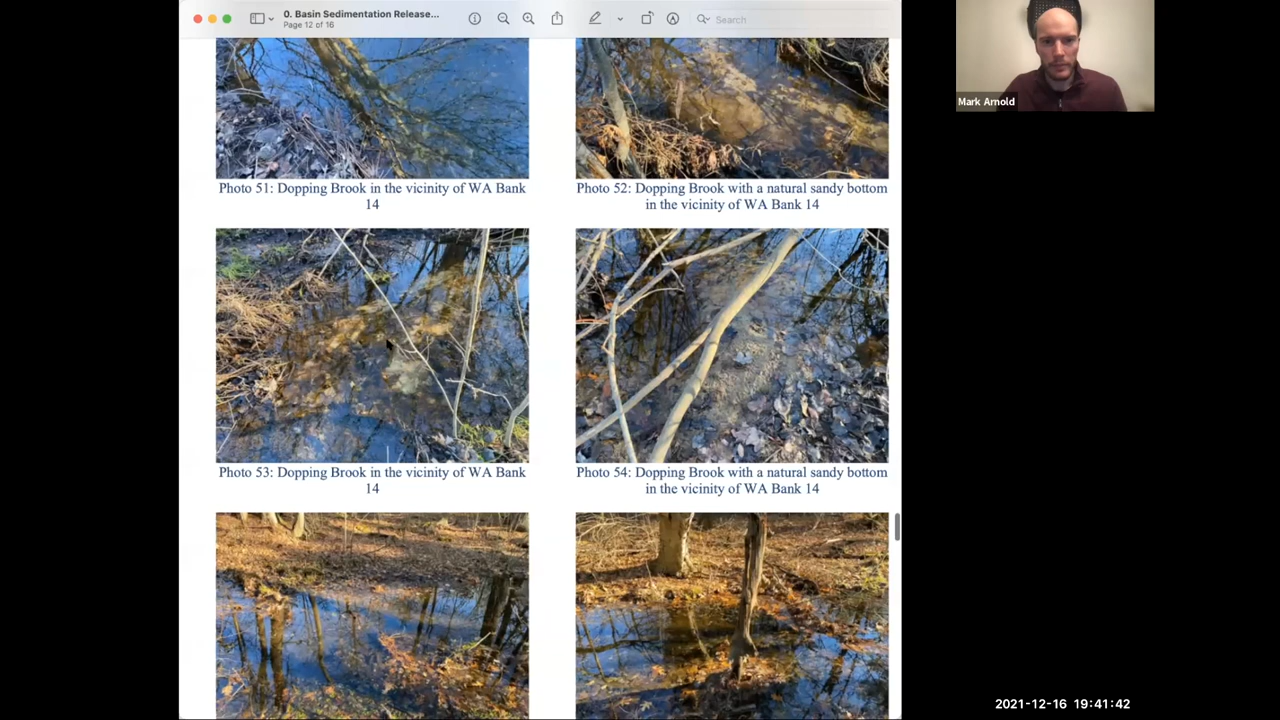 0. Basin Sedimentation Release...
Page 12 of 16
Search
Mark Arnold
Photo 51: Dopping Brook in the vicinity of WA Bank
14
Photo 52: Dopping Brook with a natural sandy bottom
in the vicinity of WA Bank 14
Photo 53: Dopping Brook in the vicinity of WA Bank
14
Photo 54: Dopping Brook with a natural sandy bottom
in the vicinity of WA Bank 14
2021-12-16 19:41:42